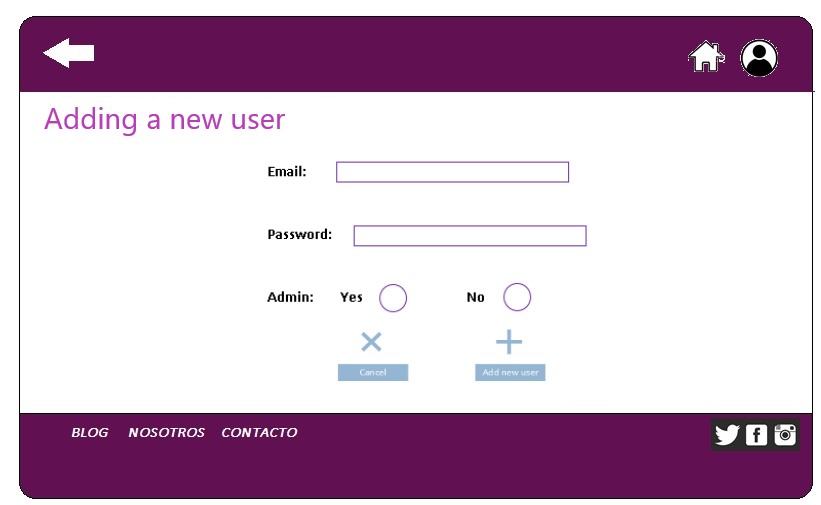 Adding a new user
Email:
Password:
Admin: Yes No
Cancel Add new user
BLOG NOSOTROS CONTACTO